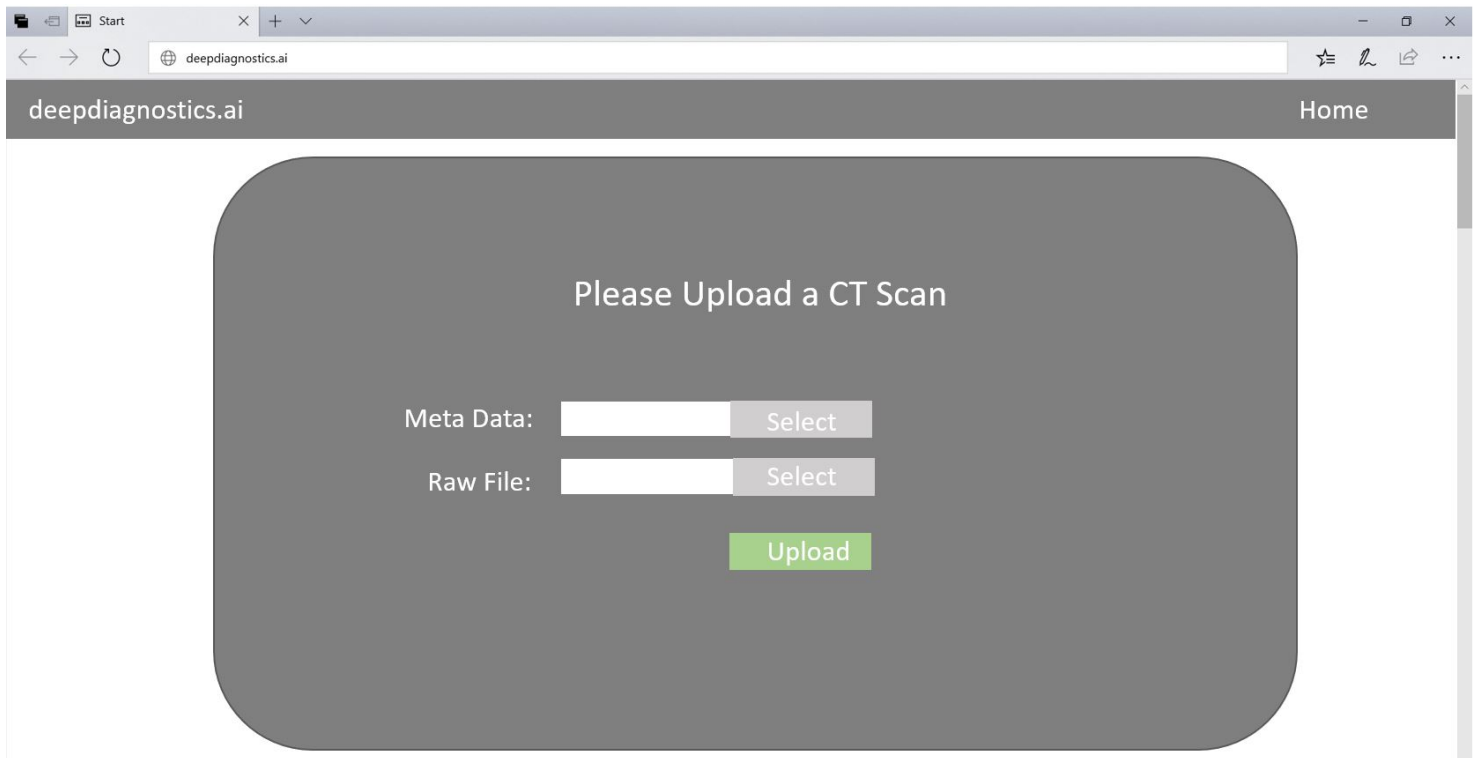 Start
deepdiagnostics.ai
deepdiagnostics.ai Home
Please Upload a CT Scan
Meta Data: Select
Raw File: Select
Upload